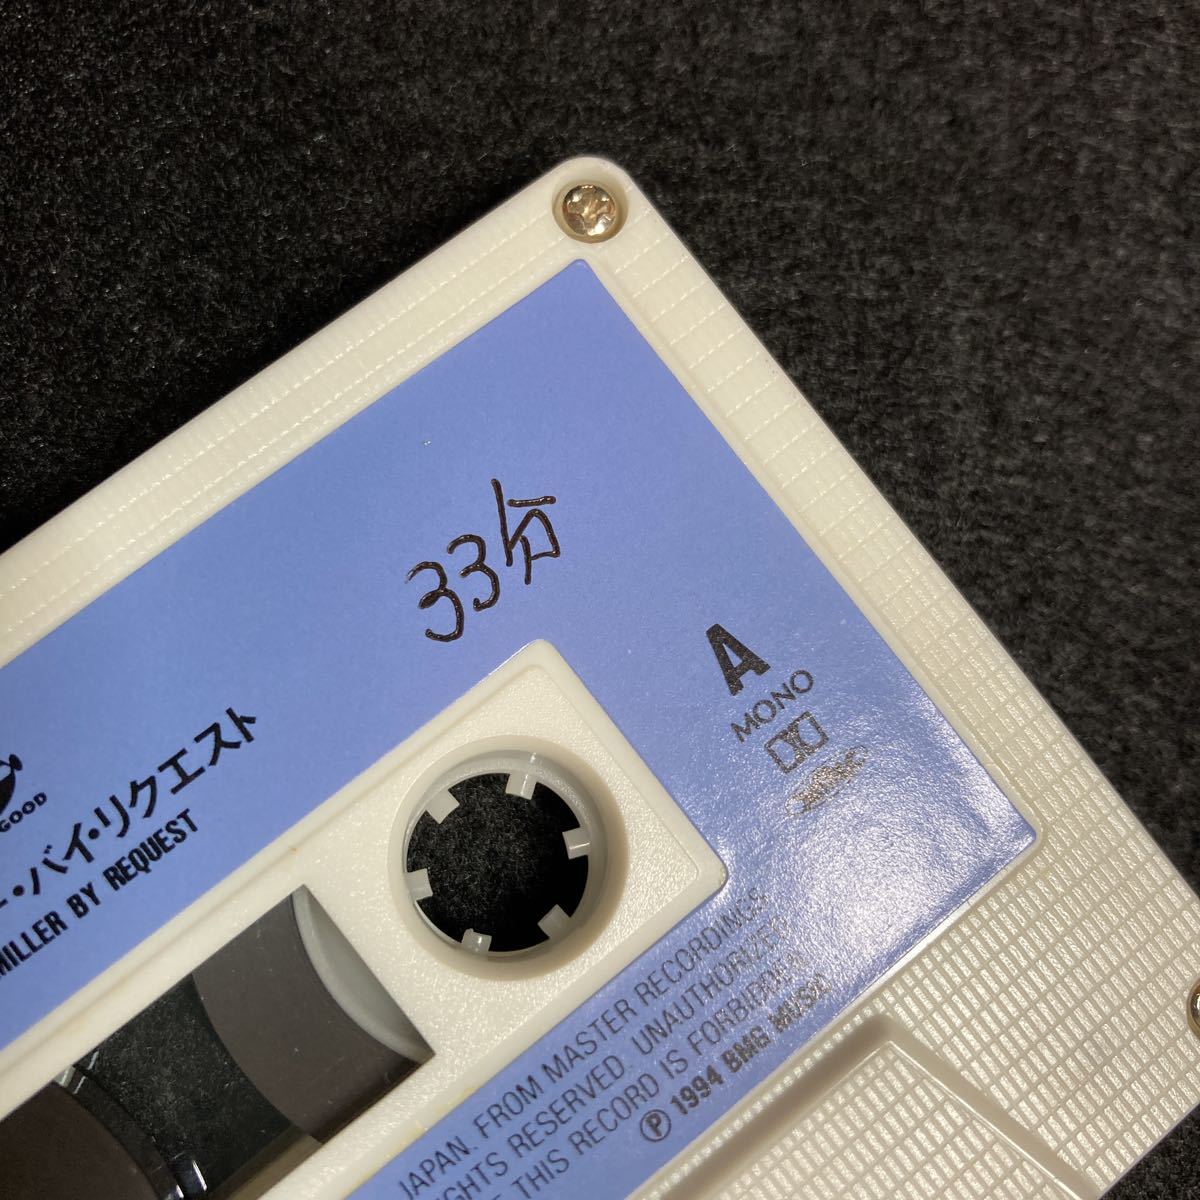 33分
A
MONO
GOOD
・バイ・リクエスト
MILLER BY REQUEST
JAPAN. FROM MASTER RECORDINGS
RESERVED. UNAUTHORIZED
THIS RECORD IS FORBIDDEN.
Ⓟ 1994 BMG MUSIC